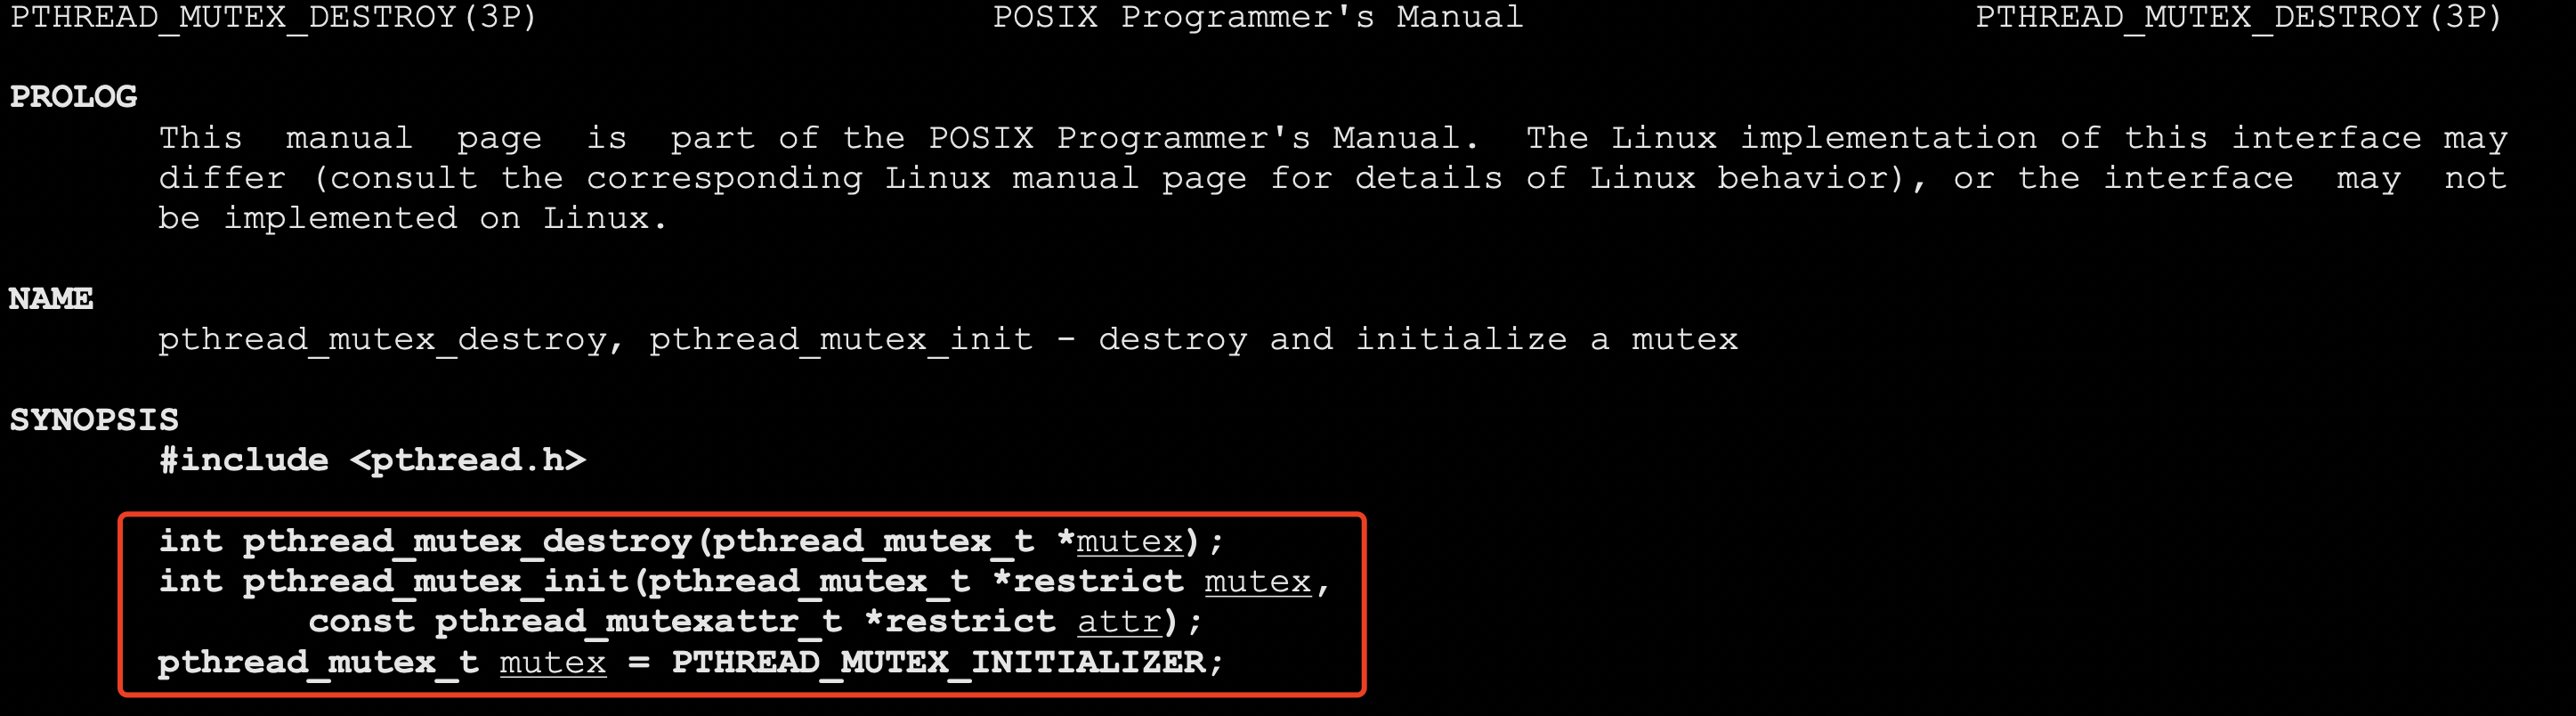 PTHREAD_MUTEX_DESTROY(3P) POSIX Programmer's Manual PTHREAD_MUTEX_DESTROY(3P)
PROLOG
This manual page is part of the POSIX Programmer's Manual. The Linux implementation of this interface may
differ (consult the corresponding Linux manual page for details of Linux behavior), or the interface may not
be implemented on Linux.
NAME
pthread_mutex_destroy, pthread_mutex_init - destroy and initialize a mutex
SYNOPSIS
#include <pthread.h>
int pthread_mutex_destroy(pthread_mutex_t *mutex);
int pthread_mutex_init(pthread_mutex_t *restrict mutex,
const pthread_mutexattr_t *restrict attr);
pthread_mutex_t mutex = PTHREAD_MUTEX_INITIALIZER;